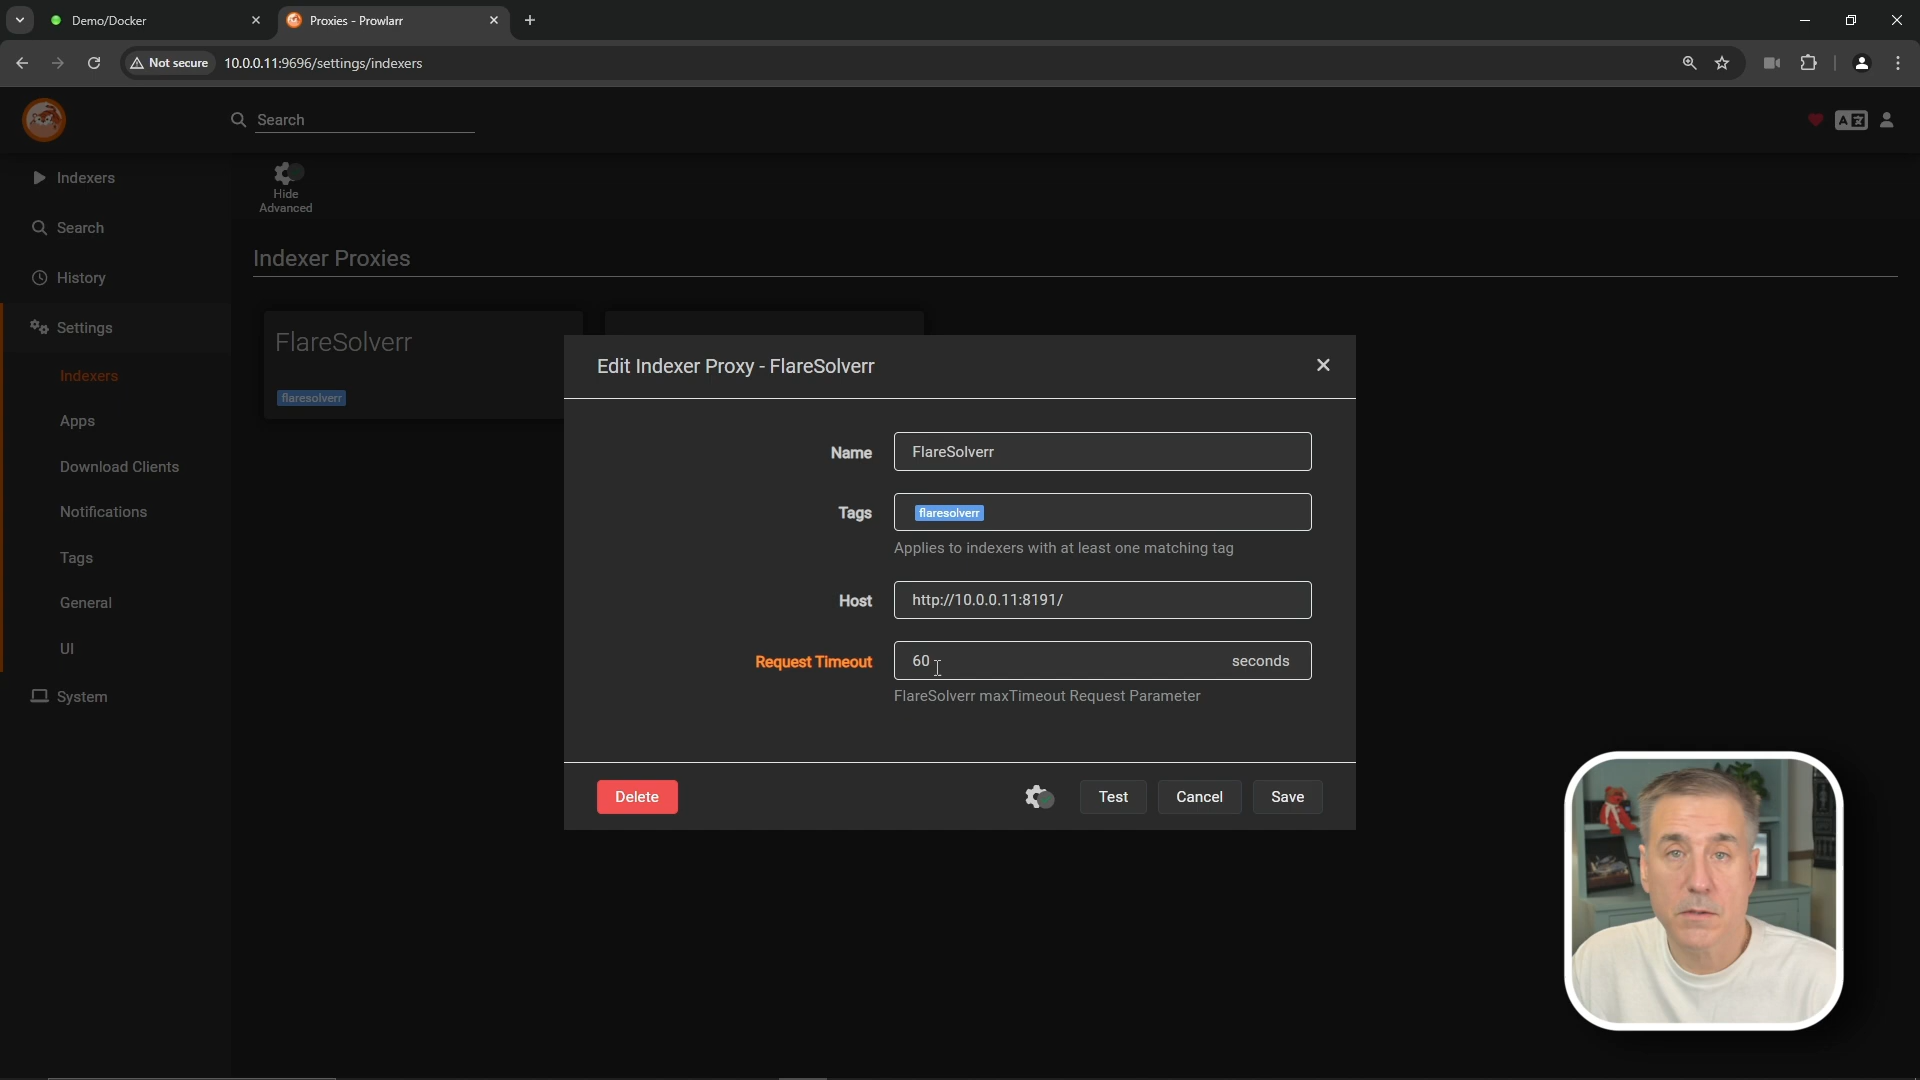 Demo/Docker
Proxies - Prowlarr
Not secure
10.0.0.11:9696/settings/indexers
Search
Indexers
Search
History
Settings
Indexers
Apps
Download Clients
Notifications
Tags
General
UI
System
Hide
Advanced
Indexer Proxies
FlareSolverr
flaresolverr
Edit Indexer Proxy - FlareSolverr
Name
FlareSolverr
Tags
flaresolverr
Applies to indexers with at least one matching tag
Host
http://10.0.0.11:8191/
Request Timeout
60
seconds
FlareSolverr maxTimeout Request Parameter
Delete
Test
Cancel
Save